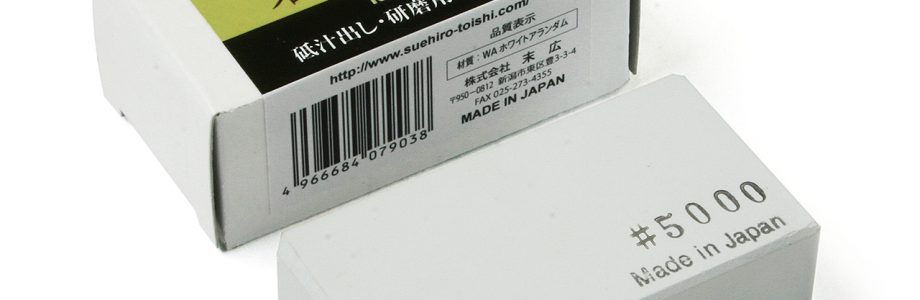 砥汁出し・研磨用
http://www.suehiro-toishi.com/
品質表示
材質：WAホワイトアランダム
株式会社 末 広
〒950-0812 新潟市東区豊3-3-4
FAX 025-273-4355
MADE IN JAPAN
4 966684 079038
#5000
Made in Japan